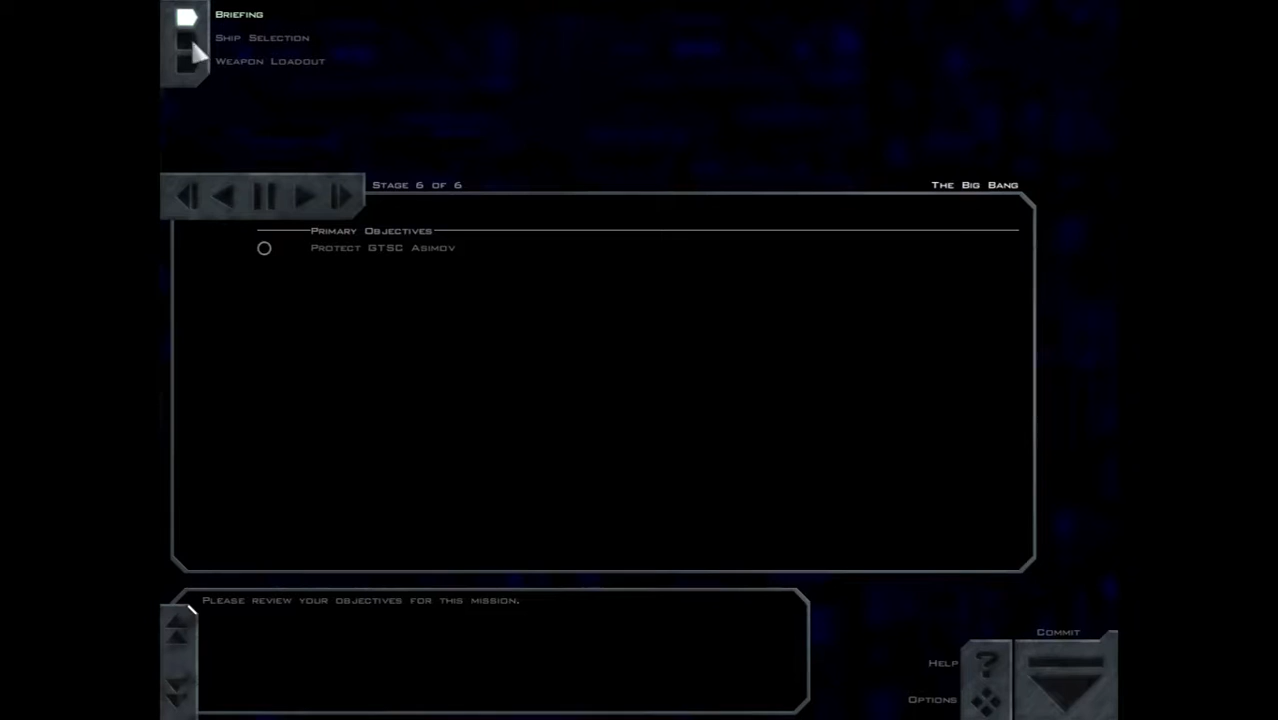 Briefing
Ship Selection
Weapon Loadout
Stage 6 of 6
The Big Bang
Primary Objectives
Protect GTSC Asimov
Please review your objectives for this mission.
Commit
Help
?
Options